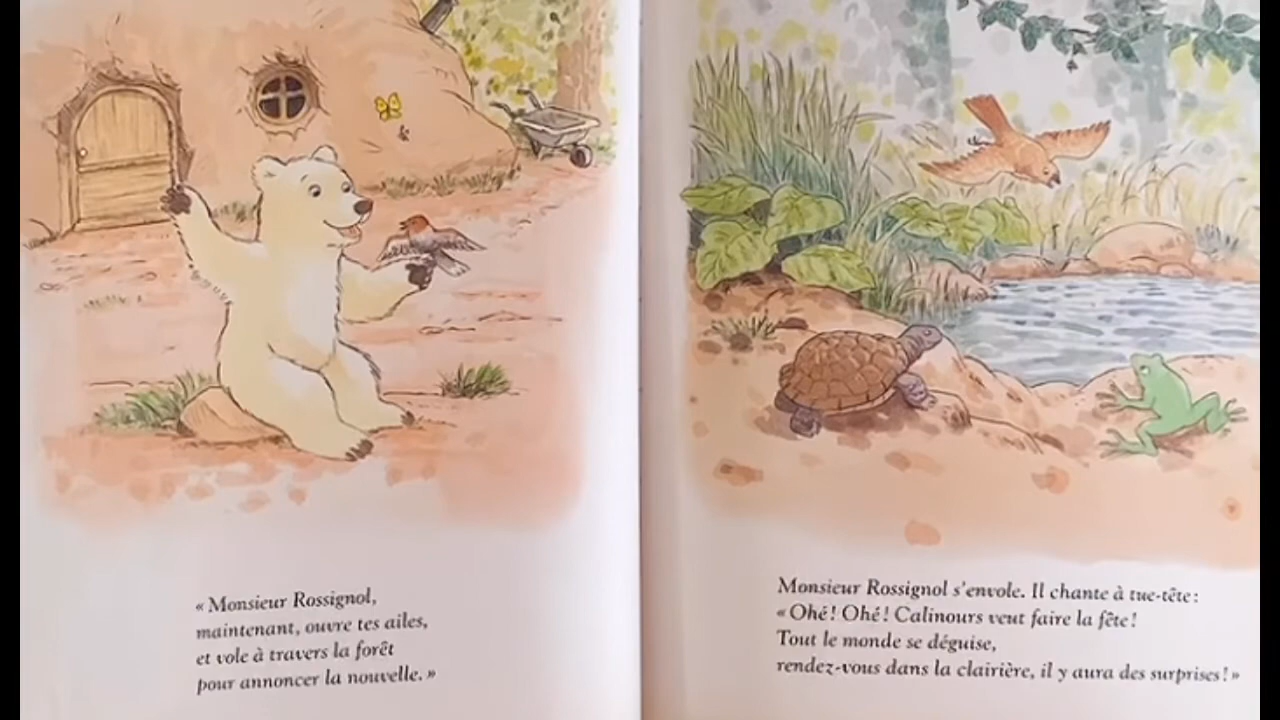 « Monsieur Rossignol,
maintenant, ouvre tes ailes,
et vole à travers la forêt
pour annoncer la nouvelle. »
Monsieur Rossignol s'envole. Il chante à tue-tête :
« Ohé ! Ohé ! Calinours veut faire la fête !
Tout le monde se déguise,
rendez-vous dans la clairière, il y aura des surprises ! »